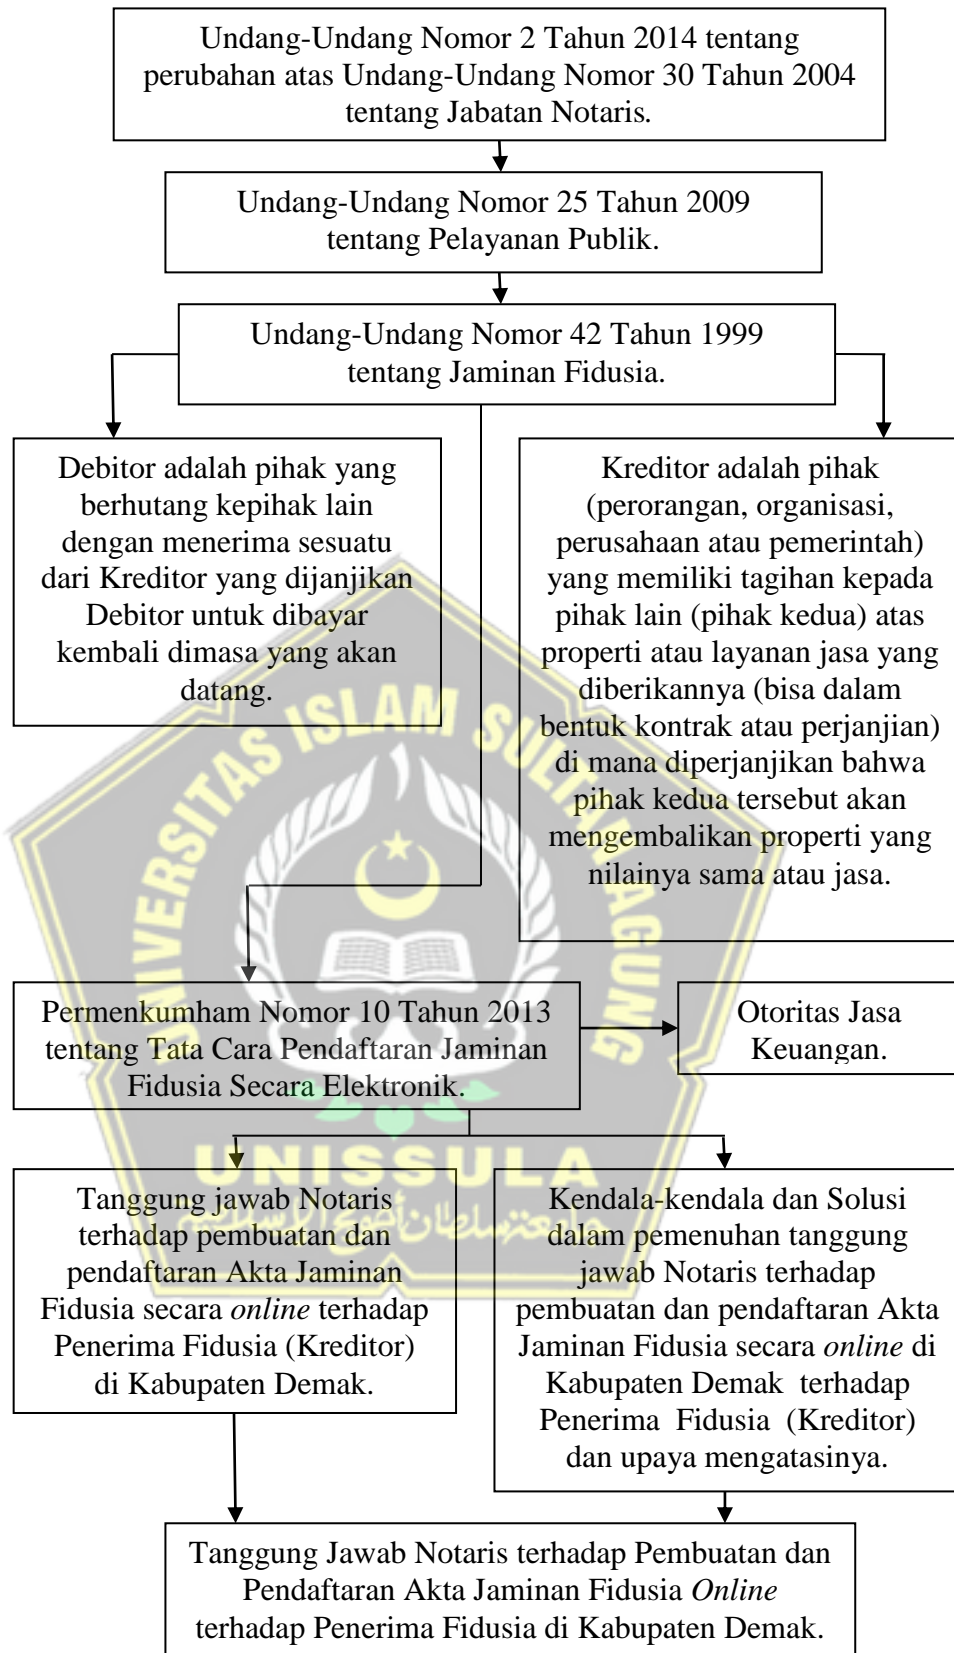 Undang-Undang Nomor 2 Tahun 2014 tentang
perubahan atas Undang-Undang Nomor 30 Tahun 2004
tentang Jabatan Notaris.
Undang-Undang Nomor 25 Tahun 2009
tentang Pelayanan Publik.
Undang-Undang Nomor 42 Tahun 1999
tentang Jaminan Fidusia.
Debitor adalah pihak yang
berhutang kepihak lain
dengan menerima sesuatu
dari Kreditor yang dijanjikan
Debitor untuk dibayar
kembali dimasa yang akan
datang.
Kreditor adalah pihak
(perorangan, organisasi,
perusahaan atau pemerintah)
yang memiliki tagihan kepada
pihak lain (pihak kedua) atas
properti atau layanan jasa yang
diberikannya (bisa dalam
bentuk kontrak atau perjanjian)
di mana diperjanjikan bahwa
pihak kedua tersebut akan
mengembalikan properti yang
nilainya sama atau jasa.
UNIVERSITAS ISLAM SULTAN AGUNG
Permenkumham Nomor 10 Tahun 2013
tentang Tata Cara Pendaftaran Jaminan
Fidusia Secara Elektronik.
Otoritas Jasa
Keuangan.
UNISSULA
جامعة سلطان أجونج الإسلامية
Tanggung jawab Notaris
terhadap pembuatan dan
pendaftaran Akta Jaminan
Fidusia secara online terhadap
Penerima Fidusia (Kreditor)
di Kabupaten Demak.
Kendala-kendala dan Solusi
dalam pemenuhan tanggung
jawab Notaris terhadap
pembuatan dan pendaftaran Akta
Jaminan Fidusia secara online di
Kabupaten Demak terhadap
Penerima Fidusia (Kreditor)
dan upaya mengatasinya.
Tanggung Jawab Notaris terhadap Pembuatan dan
Pendaftaran Akta Jaminan Fidusia Online
terhadap Penerima Fidusia di Kabupaten Demak.